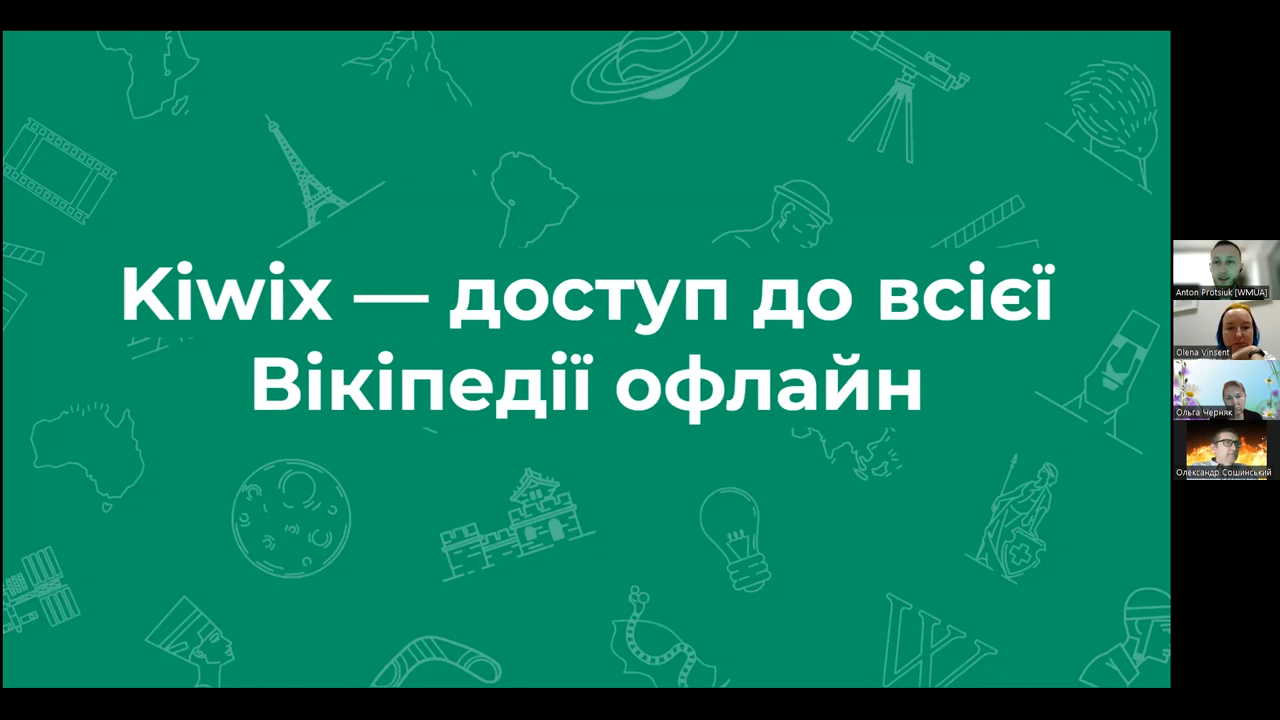 Kiwix — доступ до всієї
Вікіпедії офлайн
Anton Protsiuk [WMUA]
Olena Vinsent
Ольга Черняк
Олександр Сошинський